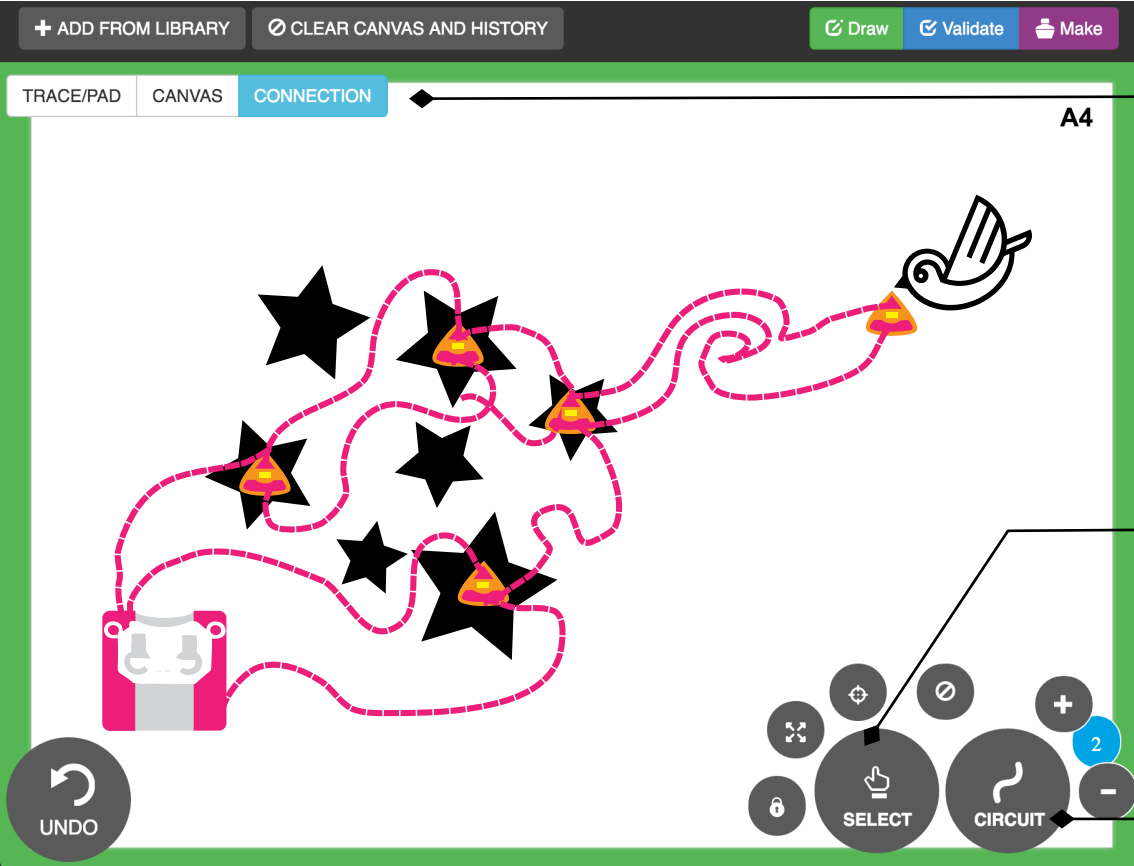 ADD FROM LIBRARY
CLEAR CANVAS AND HISTORY
Draw
Validate
Make
TRACE/PAD
CANVAS
CONNECTION
A4
2
UNDO
SELECT
CIRCUIT